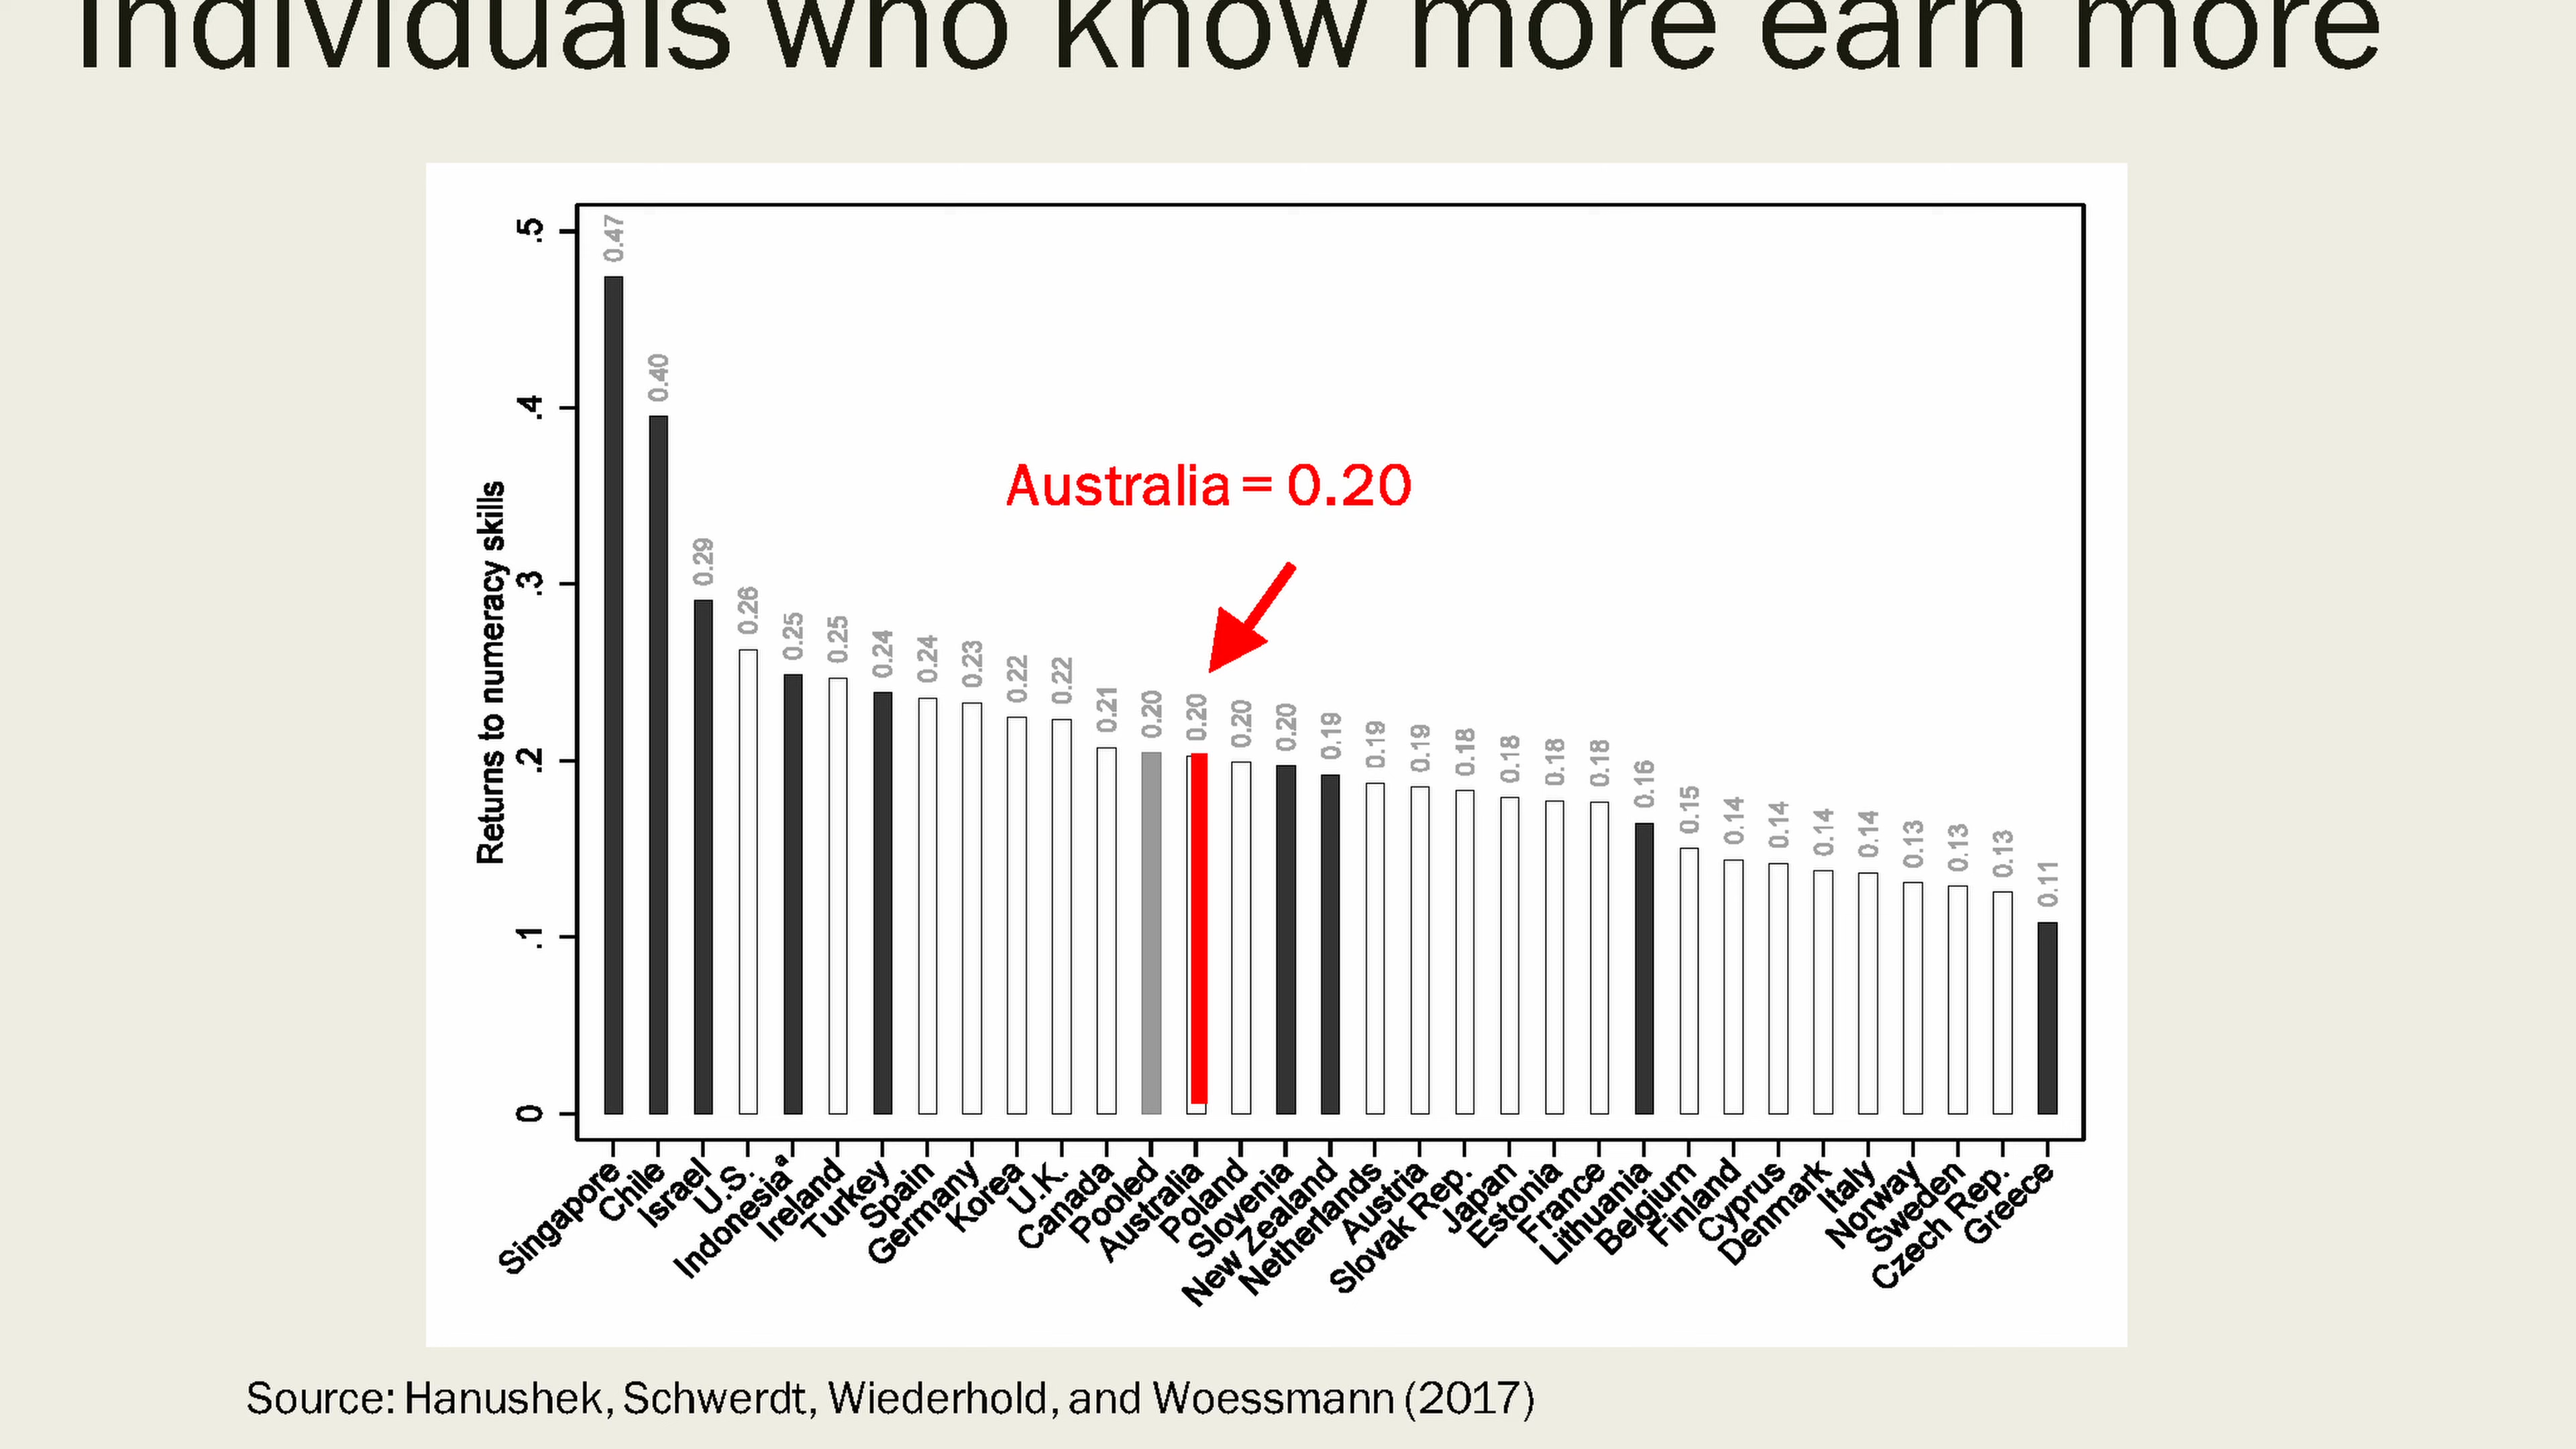 Individuals who know more earn more
.5
.4
.3
.2
.1
0
Returns to numeracy skills
0.47
0.40
0.29
0.26
0.25
0.25
0.24
0.24
0.23
0.22
0.22
0.21
0.20
0.20
0.20
0.20
0.19
0.19
0.19
0.18
0.18
0.18
0.18
0.16
0.15
0.14
0.14
0.14
0.14
0.13
0.13
0.13
0.11
Australia = 0.20
Singapore
Chile
Israel
U.S.
Indonesiaª
Ireland
Turkey
Spain
Germany
Korea
U.K.
Canada
Pooled
Australia
Poland
Slovenia
New Zealand
Netherlands
Austria
Slovak Rep.
Japan
Estonia
France
Lithuania
Belgium
Finland
Cyprus
Denmark
Italy
Norway
Sweden
Czech Rep.
Greece
Source: Hanushek, Schwerdt, Wiederhold, and Woessmann (2017)